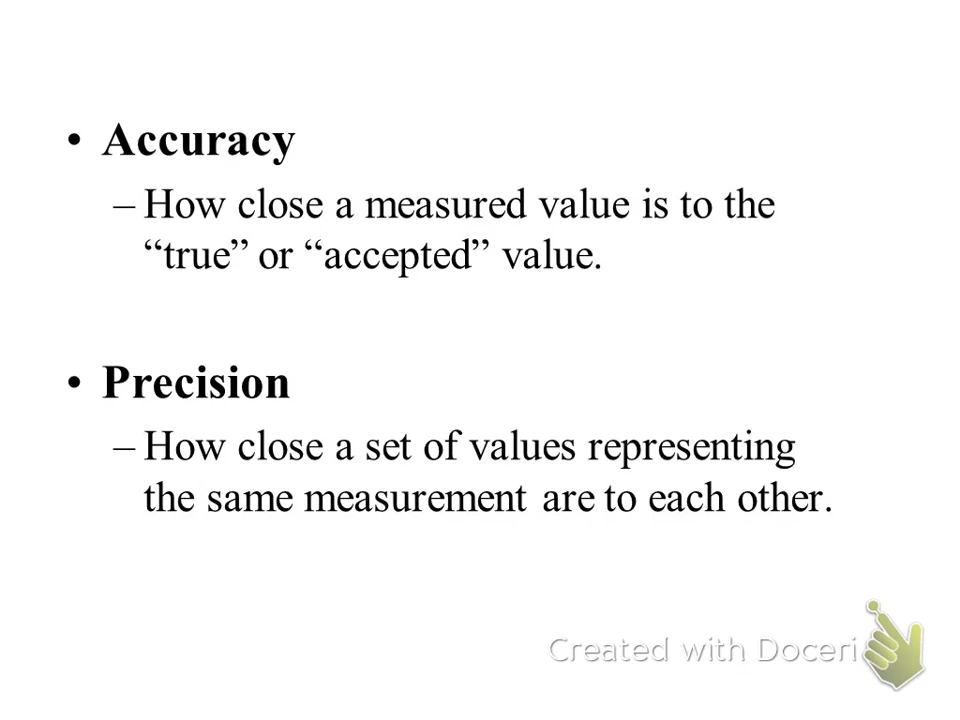 • Accuracy
– How close a measured value is to the
“true” or “accepted” value.
• Precision
– How close a set of values representing
the same measurement are to each other.
Created with Doceri